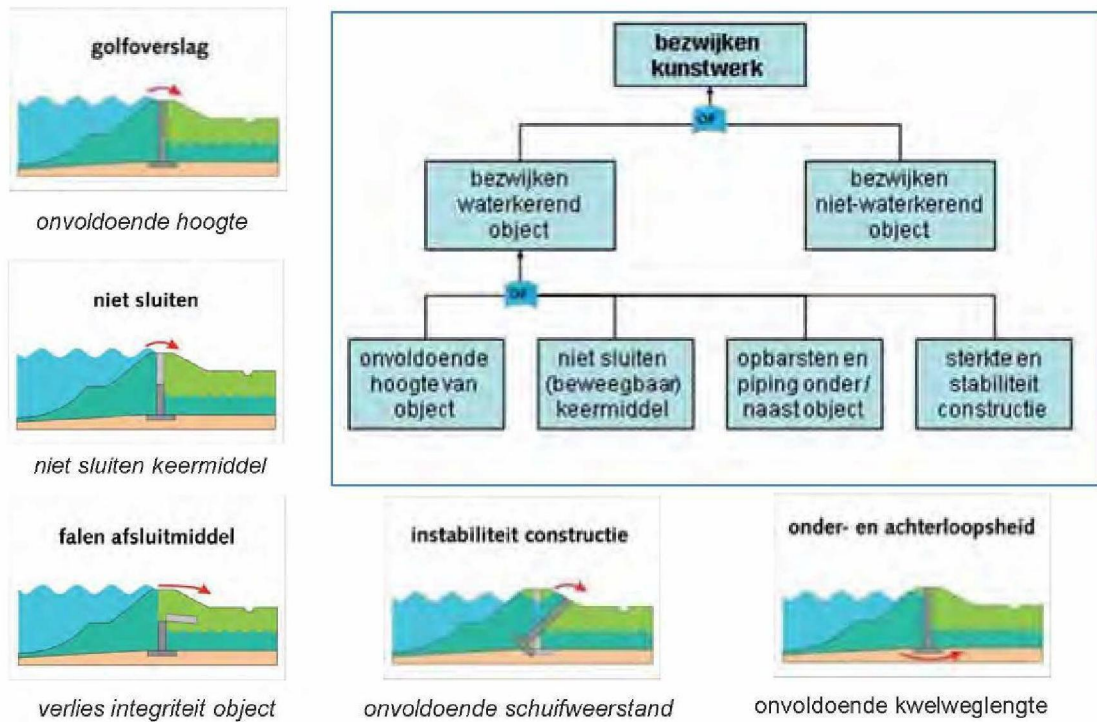 golfoverslag
onvoldoende hoogte
niet sluiten
niet sluiten keermiddel
falen afsluitmiddel
verlies integriteit object
bezwijken
kunstwerk
OF
bezwijken
waterkerend
object
bezwijken
niet-waterkerend
object
OF
onvoldoende
hoogte van
object
niet sluiten
(beweegbaar)
keermiddel
opbarsten en
piping onder/
naast object
sterkte en
stabiliteit
constructie
instabiliteit constructie
onvoldoende schuifweerstand
onder- en achterloopsheid
onvoldoende kwelweglengte